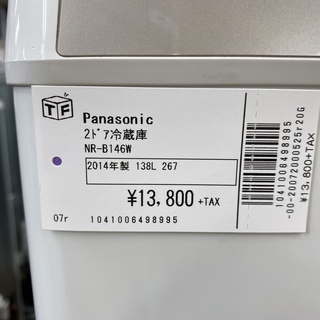 TF
Panasonic
2ﾄﾞｱ冷蔵庫
NR-B146W
2014年製 138L 267
¥13,800 +TAX
07r
1041006498995
1041006498995
-00-20072000525r20G
¥13,800+TAX